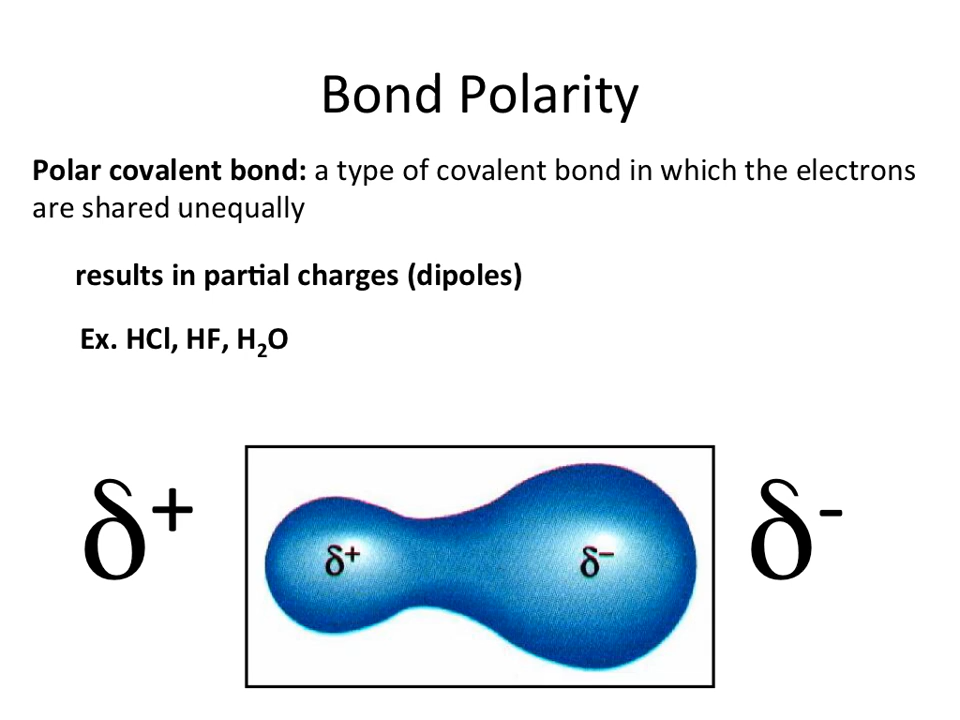 Bond Polarity
Polar covalent bond: a type of covalent bond in which the electrons
are shared unequally
results in partial charges (dipoles)
Ex. HCl, HF, H₂O
δ⁺ δ⁺ δ⁻ δ⁻